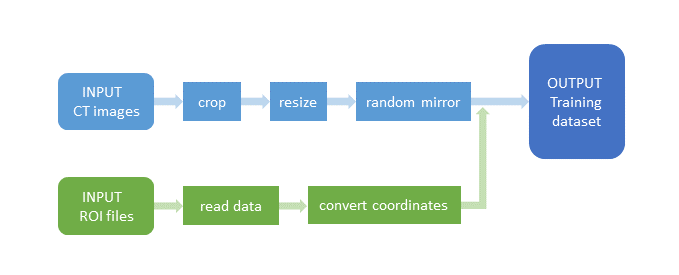 INPUT
CT images
crop
resize
random mirror
OUTPUT
Training
dataset
INPUT
ROI files
read data
convert coordinates